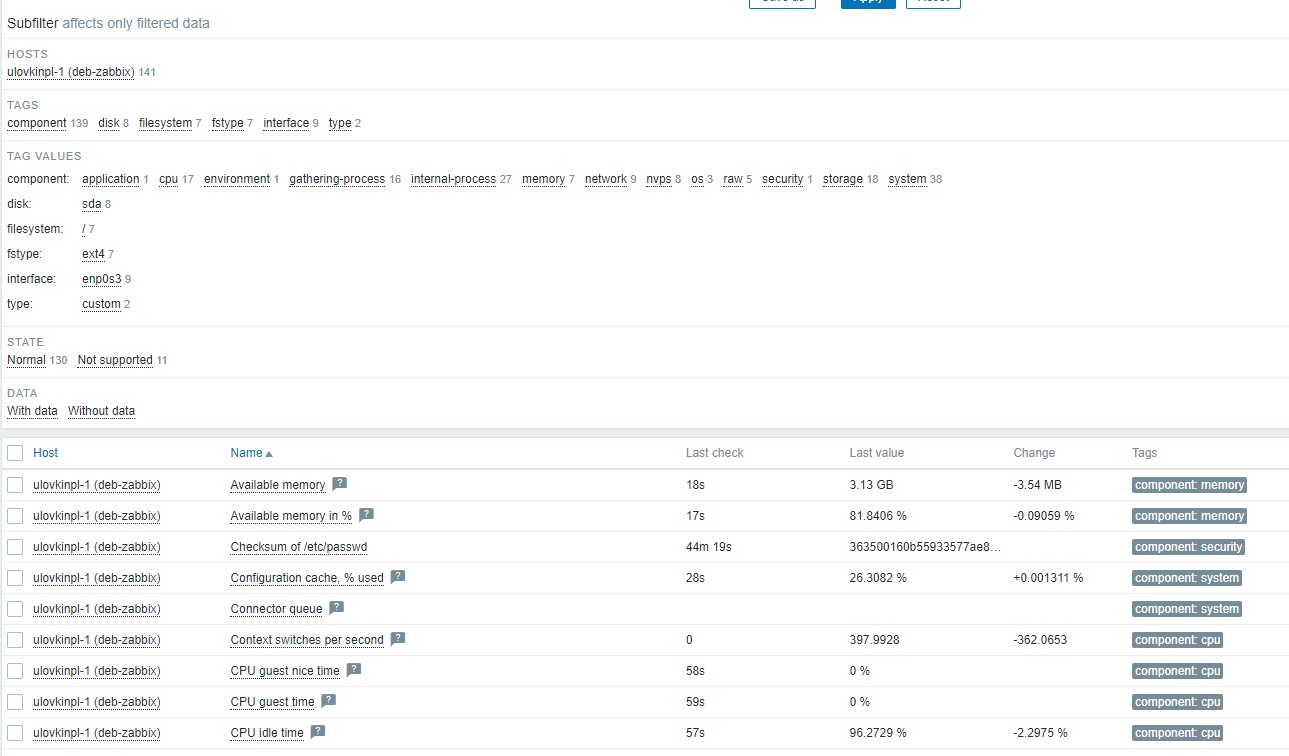 Save as Apply Reset
Subfilter affects only filtered data
HOSTS
ulovkinpl-1 (deb-zabbix) 141
TAGS
component 139 disk 8 filesystem 7 fstype 7 interface 9 type 2
TAG VALUES
component: application 1 cpu 17 environment 1 gathering-process 16 internal-process 27 memory 7 network 9 nvps 8 os 3 raw 5 security 1 storage 18 system 38
disk: sda 8
filesystem: / 7
fstype: ext4 7
interface: enp0s3 9
type: custom 2
STATE
Normal 130 Not supported 11
DATA
With data Without data
Host Name Last check Last value Change Tags
ulovkinpl-1 (deb-zabbix) Available memory ? 18s 3.13 GB -3.54 MB component: memory
ulovkinpl-1 (deb-zabbix) Available memory in % ? 17s 81.8406 % -0.09059 % component: memory
ulovkinpl-1 (deb-zabbix) Checksum of /etc/passwd 44m 19s 363500160b55933577ae8... component: security
ulovkinpl-1 (deb-zabbix) Configuration cache, % used ? 28s 26.3082 % +0.001311 % component: system
ulovkinpl-1 (deb-zabbix) Connector queue ? component: system
ulovkinpl-1 (deb-zabbix) Context switches per second ? 0 397.9928 -362.0653 component: cpu
ulovkinpl-1 (deb-zabbix) CPU guest nice time ? 58s 0 % component: cpu
ulovkinpl-1 (deb-zabbix) CPU guest time ? 59s 0 % component: cpu
ulovkinpl-1 (deb-zabbix) CPU idle time ? 57s 96.2729 % -2.2975 % component: cpu